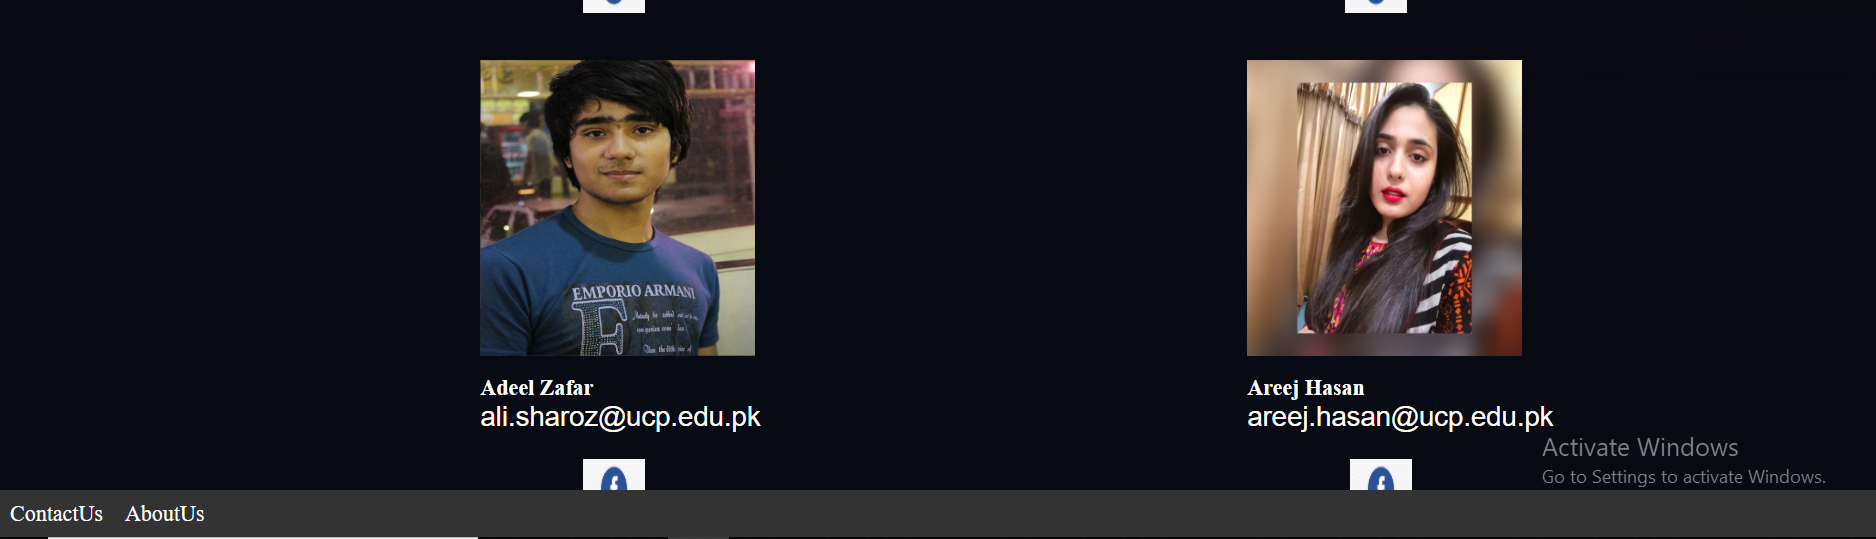 EMPORIO ARMANI
E
Adeel Zafar
ali.sharoz@ucp.edu.pk
Areej Hasan
areej.hasan@ucp.edu.pk
Activate Windows
Go to Settings to activate Windows.
ContactUs AboutUs